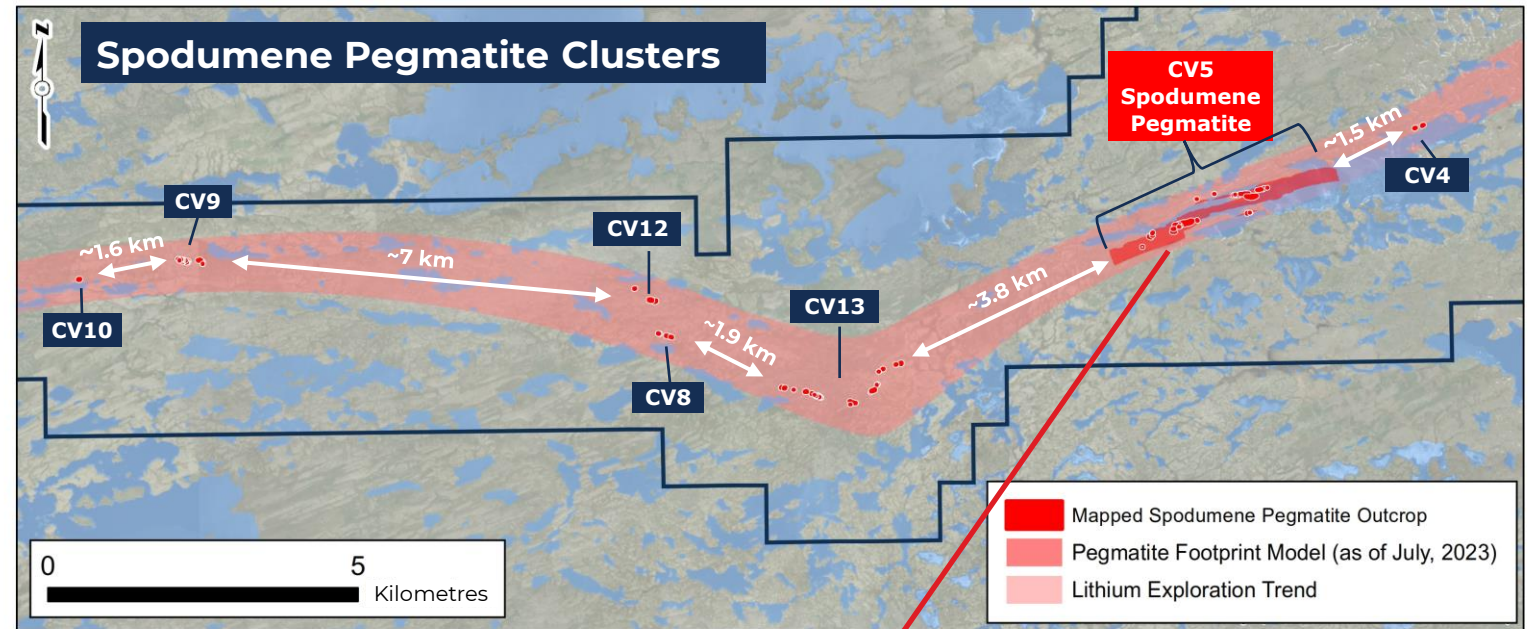 N
Spodumene Pegmatite Clusters
CV5
Spodumene
Pegmatite
~1.5 km
CV4
CV9
~1.6 km
CV10
~7 km
CV12
CV8
~1.9 km
CV13
~3.8 km
0 5
Kilometres
Mapped Spodumene Pegmatite Outcrop
Pegmatite Footprint Model (as of July, 2023)
Lithium Exploration Trend